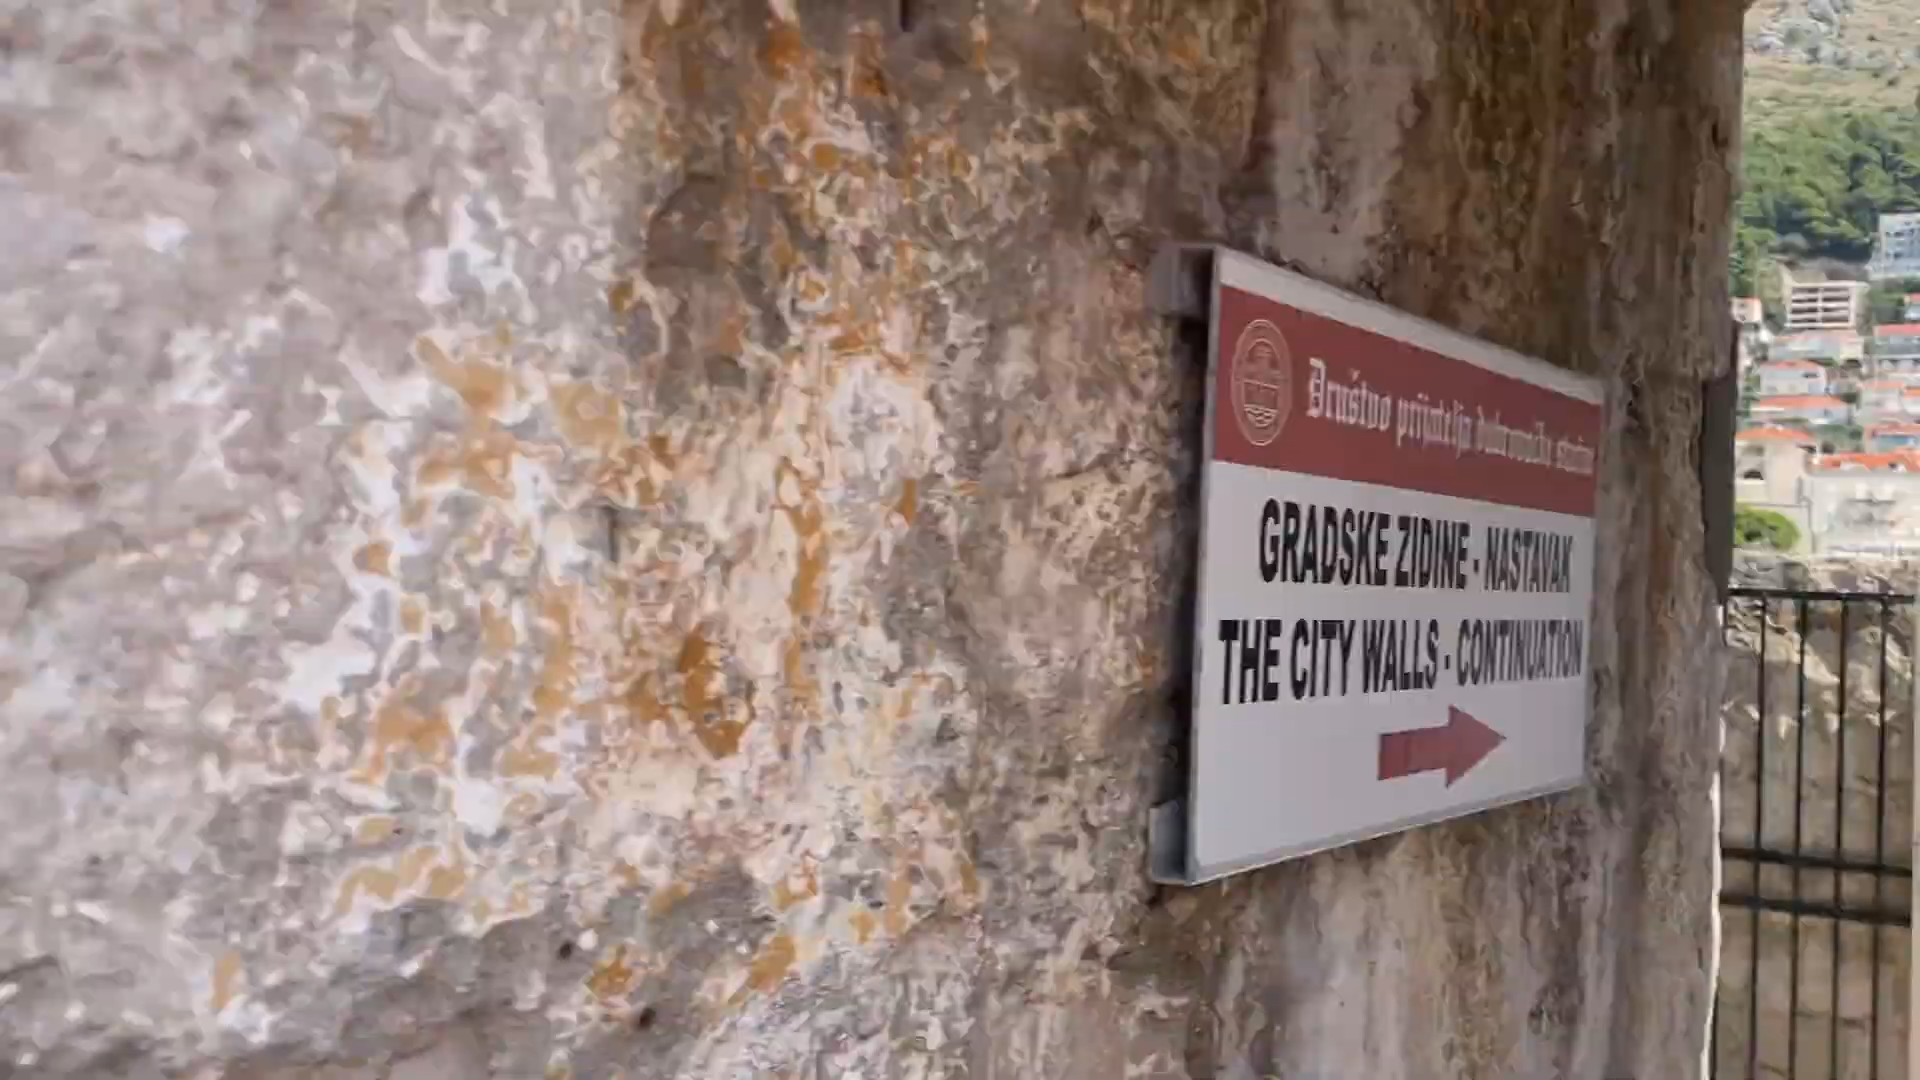 Društvo prijatelja dubrovačke starine
GRADSKE ZIDINE - NASTAVAK
THE CITY WALLS - CONTINUATION